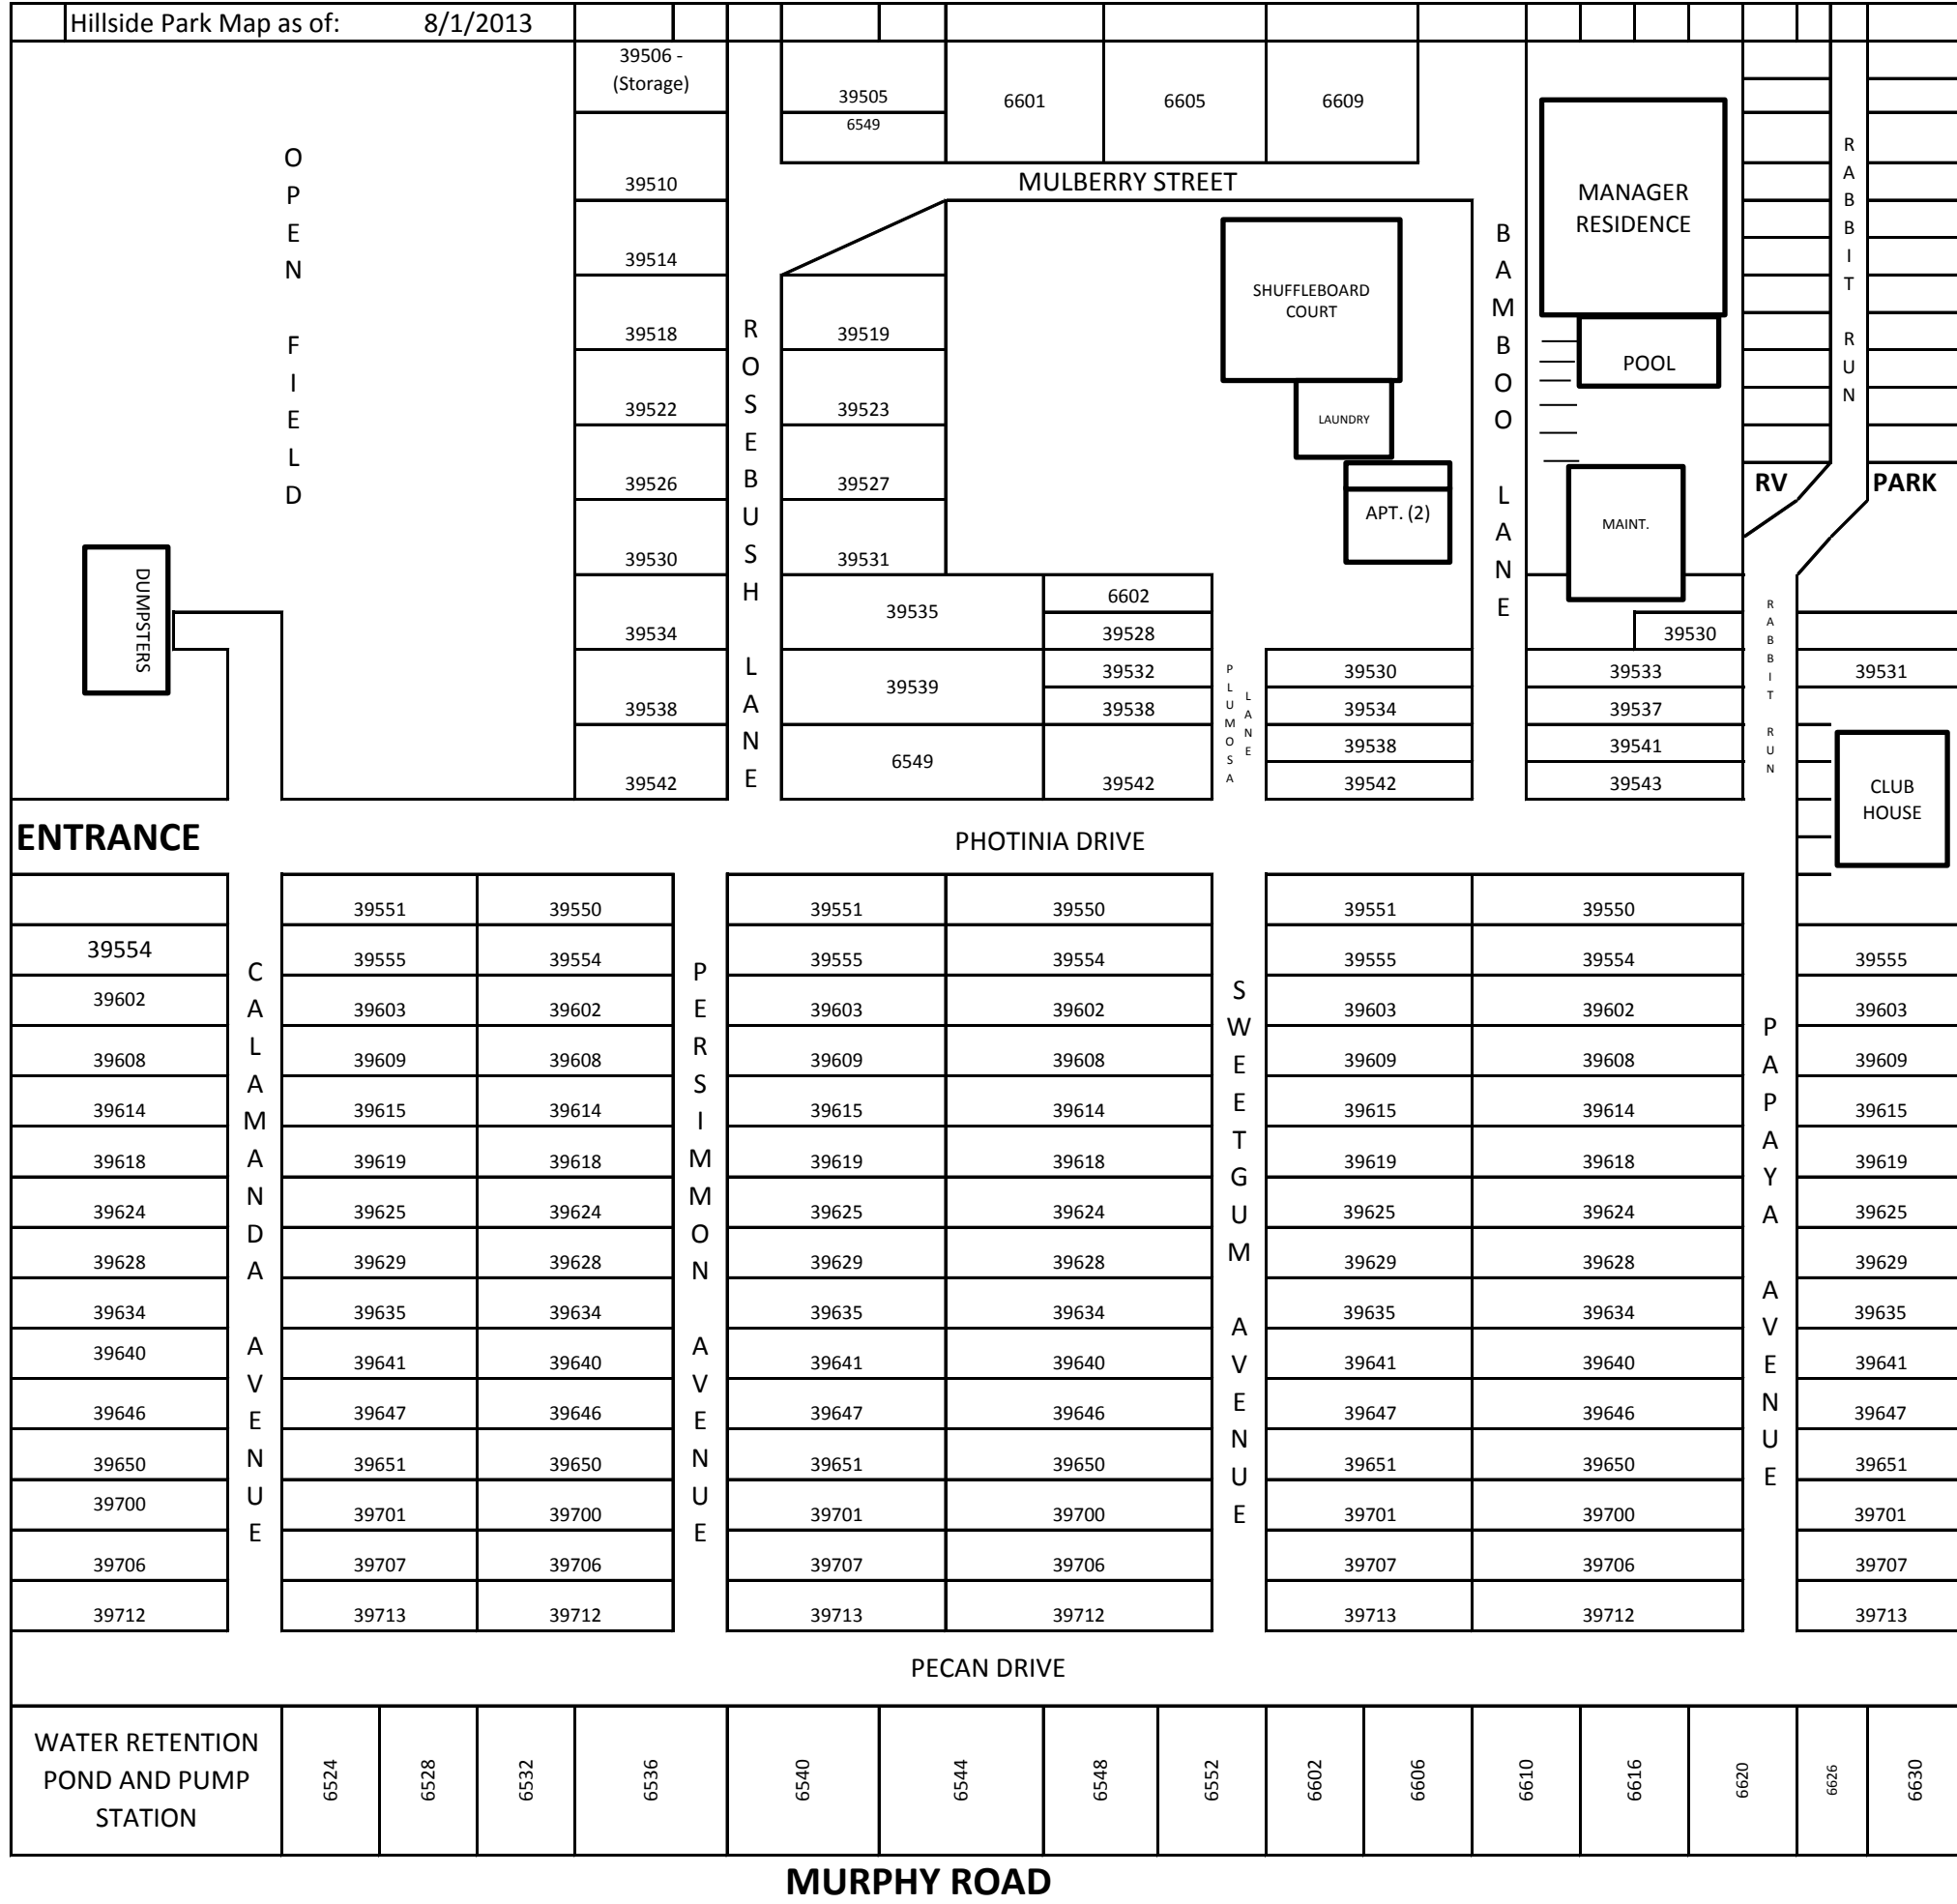 Hillside Park Map as of: 8/1/2013
39506 -
(Storage)
39505 6601 6605 6609
6549
OPEN FIELD
39510
MULBERRY STREET
MANAGER
RESIDENCE
RABBIT RUN
39514
SHUFFLEBOARD
COURT
BAMBOO LANE
39518 39519
ROSEBUSH LANE
POOL
39522 39523
LAUNDRY
39526 39527
RV PARK
APT. (2)
MAINT.
39530 39531
DUMPSTERS
39535 6602
39534 39528 39530
RABBIT RUN
39539 39532 39530 39533 39531
PLUMOSA
LANE
39538 39538 39534 39537
6549 39538 39541
39542 39542 39542 39543
CLUB
HOUSE
ENTRANCE
PHOTINIA DRIVE
39551 39550 39551 39550 39551 39550
39554 39555 39554 39555 39554 39555 39554 39555
CALAMANDA AVENUE
PERSIMMON AVENUE
SWEETGUM AVENUE
PAPAYA AVENUE
39602 39603 39602 39603 39602 39603 39602 39603
39608 39609 39608 39609 39608 39609 39608 39609
39614 39615 39614 39615 39614 39615 39614 39615
39618 39619 39618 39619 39618 39619 39618 39619
39624 39625 39624 39625 39624 39625 39624 39625
39628 39629 39628 39629 39628 39629 39628 39629
39634 39635 39634 39635 39634 39635 39634 39635
39640 39641 39640 39641 39640 39641 39640 39641
39646 39647 39646 39647 39646 39647 39646 39647
39650 39651 39650 39651 39650 39651 39650 39651
39700 39701 39700 39701 39700 39701 39700 39701
39706 39707 39706 39707 39706 39707 39706 39707
39712 39713 39712 39713 39712 39713 39712 39713
PECAN DRIVE
WATER RETENTION
POND AND PUMP
STATION
6524 6528 6532 6536 6540 6544 6548 6552 6602 6606 6610 6616 6620 6626 6630
MURPHY ROAD